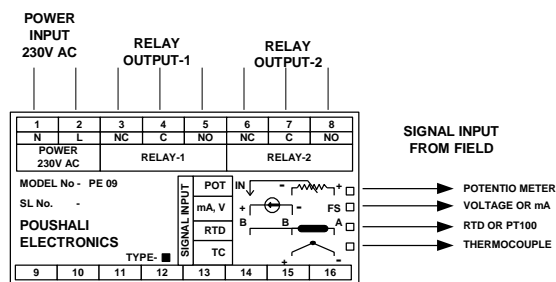 POWER
INPUT
230V AC
RELAY
OUTPUT-1
RELAY
OUTPUT-2
1 2 3 4 5 6 7 8
N L NC C NO NC C NO
POWER
230V AC
RELAY-1
RELAY-2
SIGNAL INPUT
FROM FIELD
MODEL No - PE 09
SL No. -
POUSHALI
ELECTRONICS
TYPE-
SIGNAL INPUT
POT
mA, V
RTD
TC
IN - +
+ - FS
B B A
+ -
POTENTIO METER
VOLTAGE OR mA
RTD OR PT100
THERMOCOUPLE
9 10 11 12 13 14 15 16